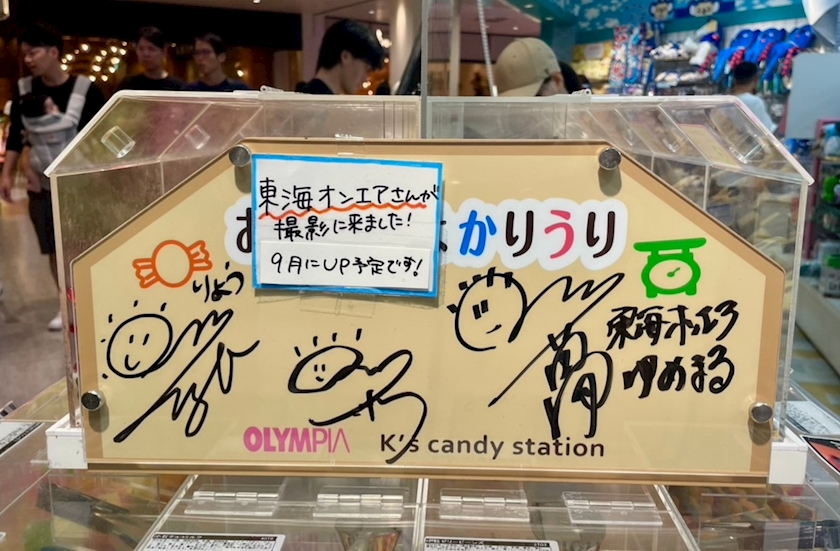 東海オンエアさんが
撮影に来ました!
9月にUP予定です!
お
かりうり
りょう
東海オンエア
ゆめまる
OLYMPIA K's candy station